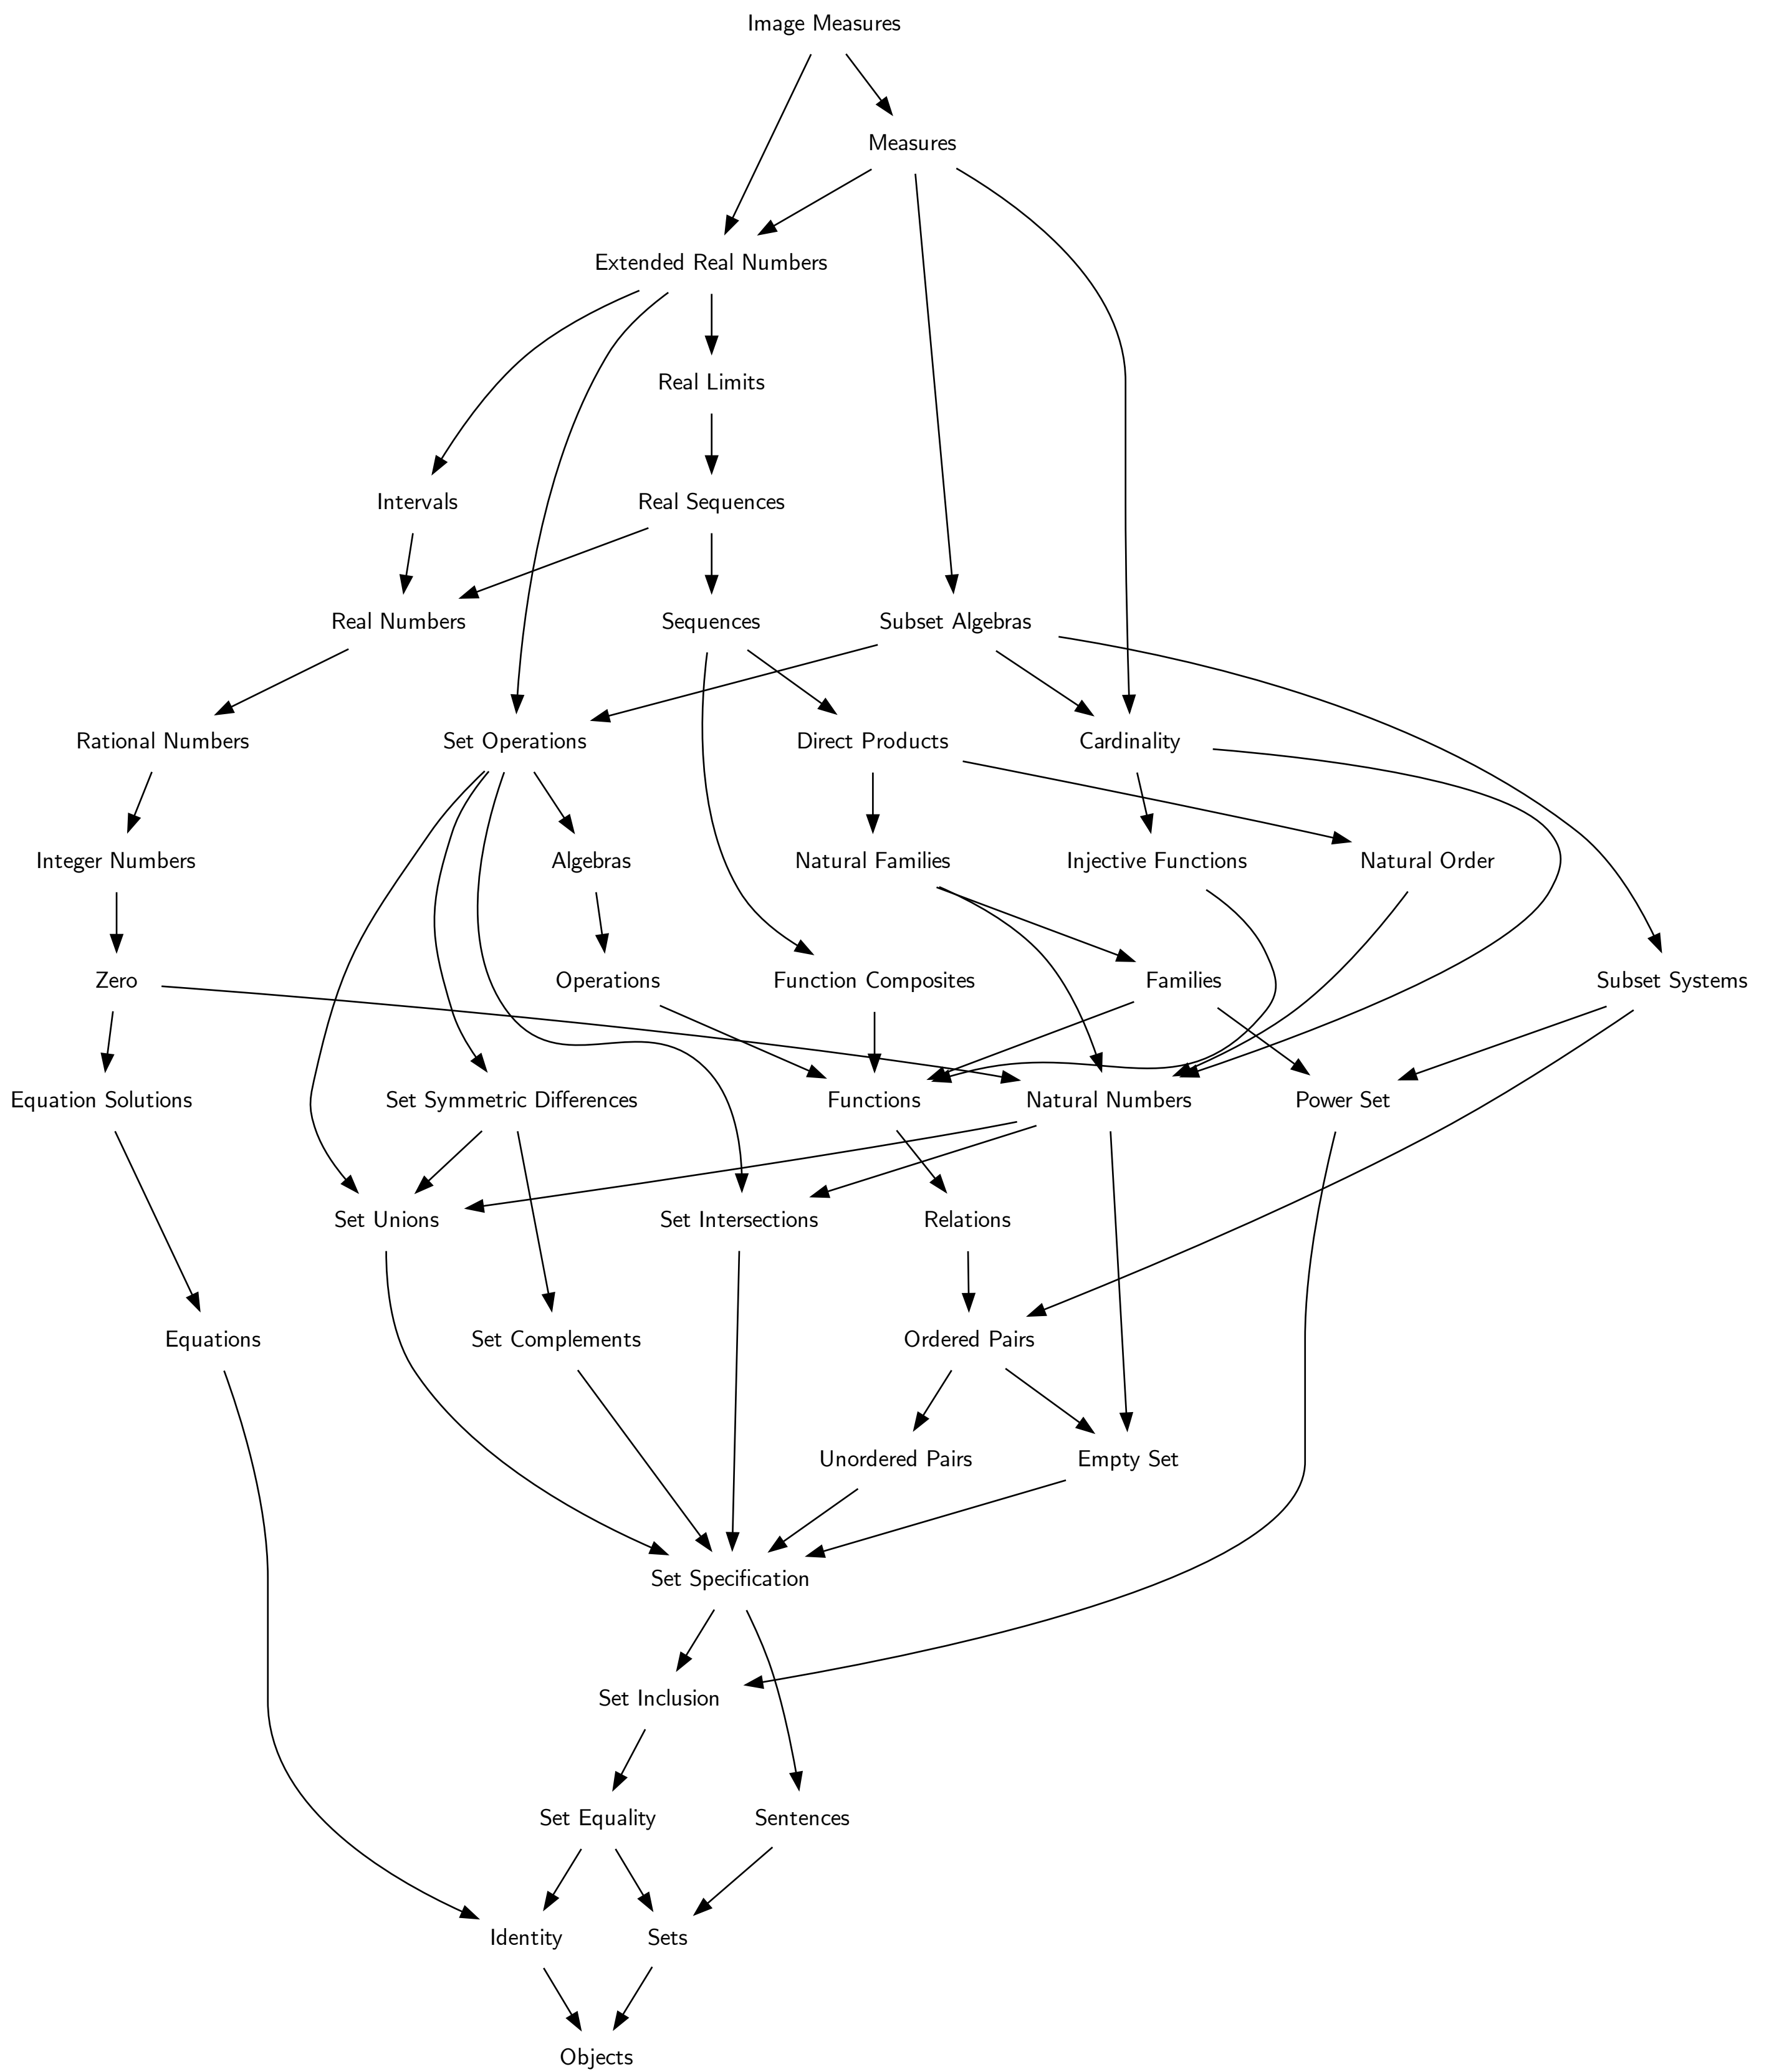 Image Measures
Measures
Extended Real Numbers
Real Limits
Intervals
Real Sequences
Real Numbers
Sequences
Subset Algebras
Rational Numbers
Set Operations
Direct Products
Cardinality
Integer Numbers
Algebras
Natural Families
Injective Functions
Natural Order
Zero
Operations
Function Composites
Families
Subset Systems
Equation Solutions
Set Symmetric Differences
Functions
Natural Numbers
Power Set
Set Unions
Set Intersections
Relations
Equations
Set Complements
Ordered Pairs
Unordered Pairs
Empty Set
Set Specification
Set Inclusion
Set Equality
Sentences
Identity
Sets
Objects